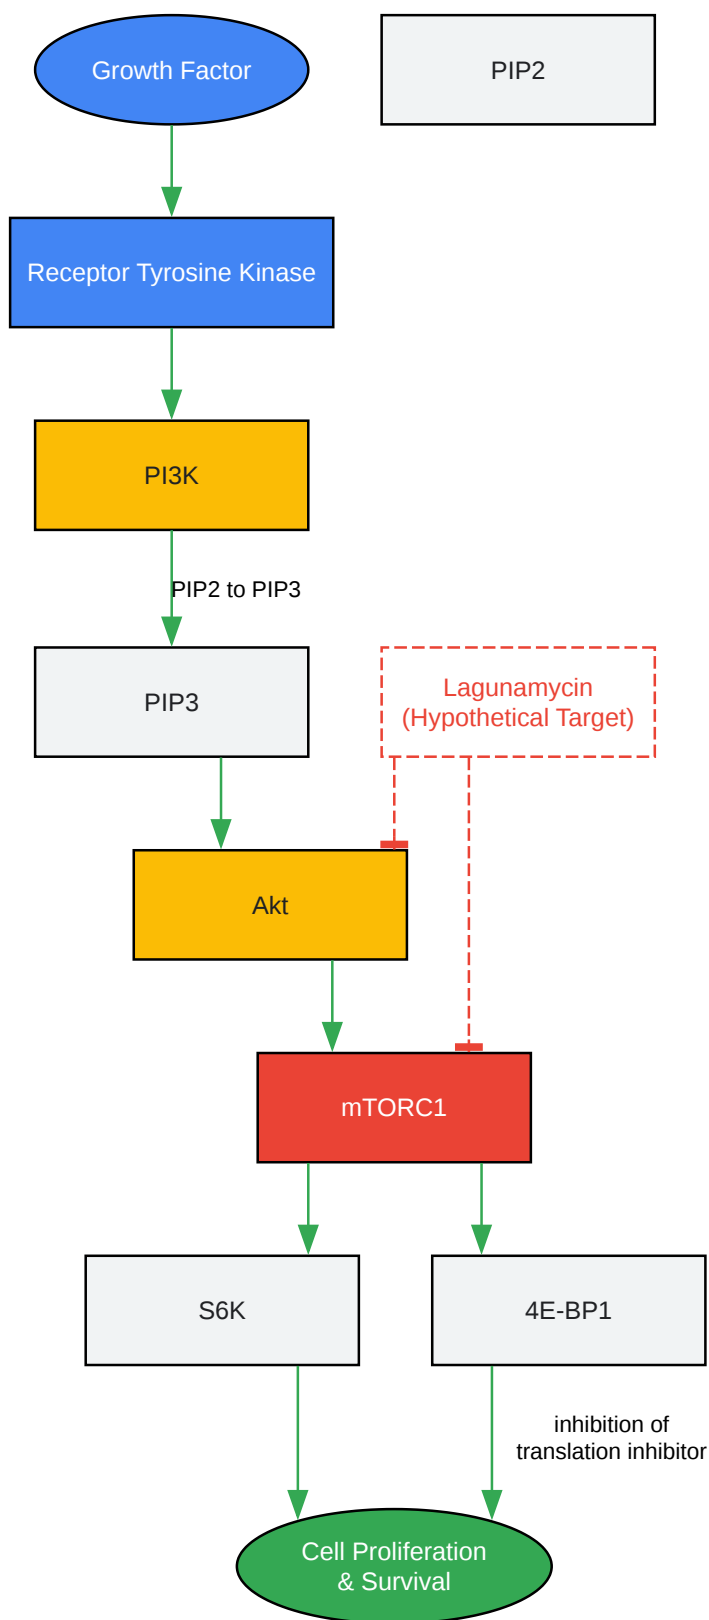 Growth Factor
PIP2
Receptor Tyrosine Kinase
PI3K
PIP2 to PIP3
PIP3
Lagunamycin
(Hypothetical Target)
Akt
mTORC1
S6K
4E-BP1
inhibition of
translation inhibitor
Cell Proliferation
& Survival